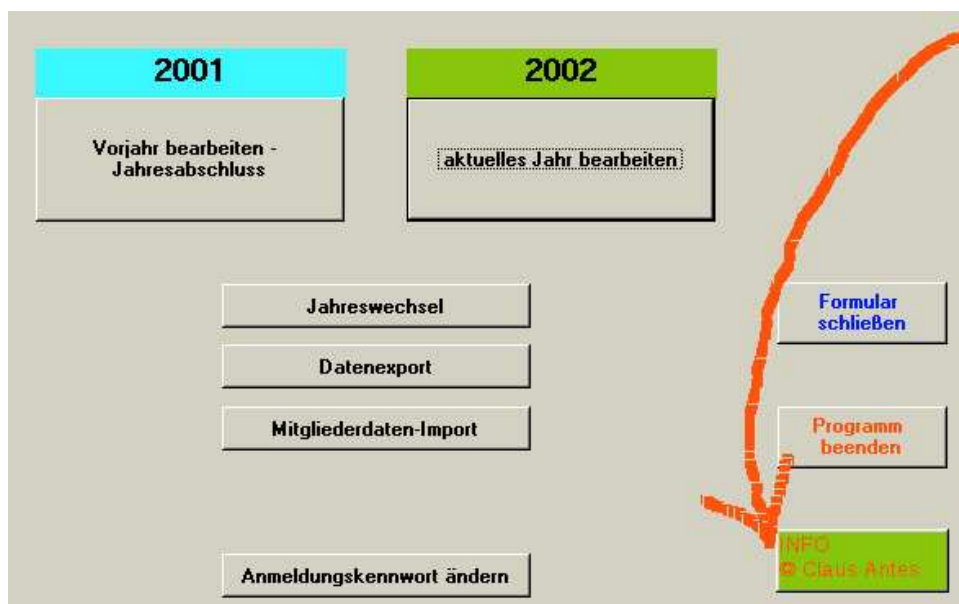 2001
2002
Vorjahr bearbeiten -
Jahresabschluss
aktuelles Jahr bearbeiten
Jahreswechsel
Formular
schließen
Datenexport
Mitgliederdaten-Import
Programm
beenden
INFO
© Claus Antes
Anmeldungskennwort ändern